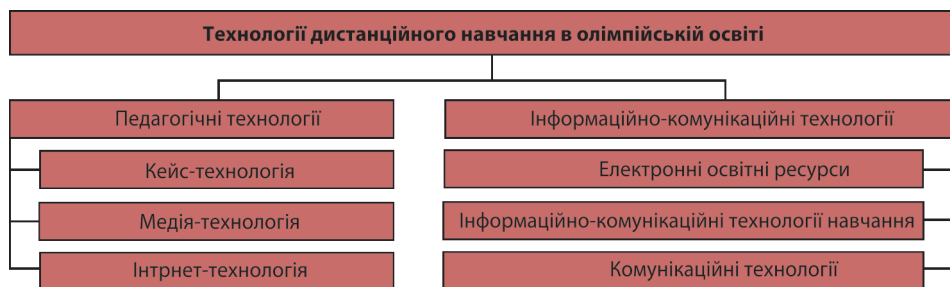 Технології дистанційного навчання в олімпійській освіті
Педагогічні технології
Кейс-технологія
Медія-технологія
Інтрнет-технологія
Інформаційно-комунікаційні технології
Електронні освітні ресурси
Інформаційно-комунікаційні технології навчання
Комунікаційні технології